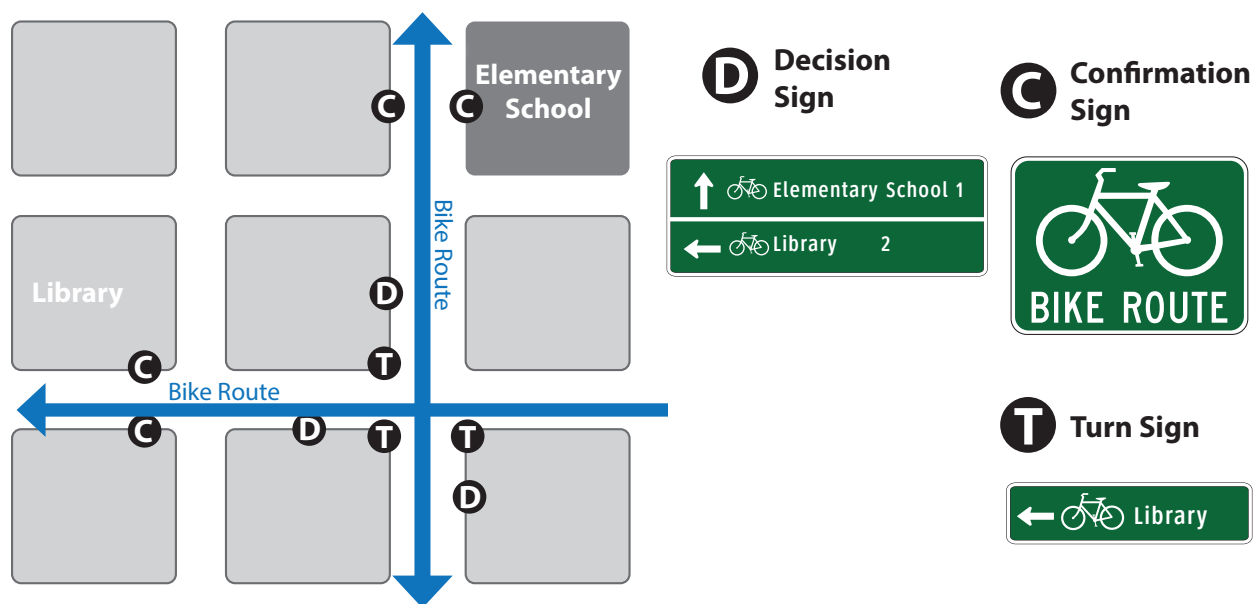 Elementary
School
C
C
Bike Route
Library
D
C
T
Bike Route
C
D
T
T
D
D
Decision
Sign
Elementary School 1
Library 2
C
Confirmation
Sign
BIKE ROUTE
T
Turn Sign
Library